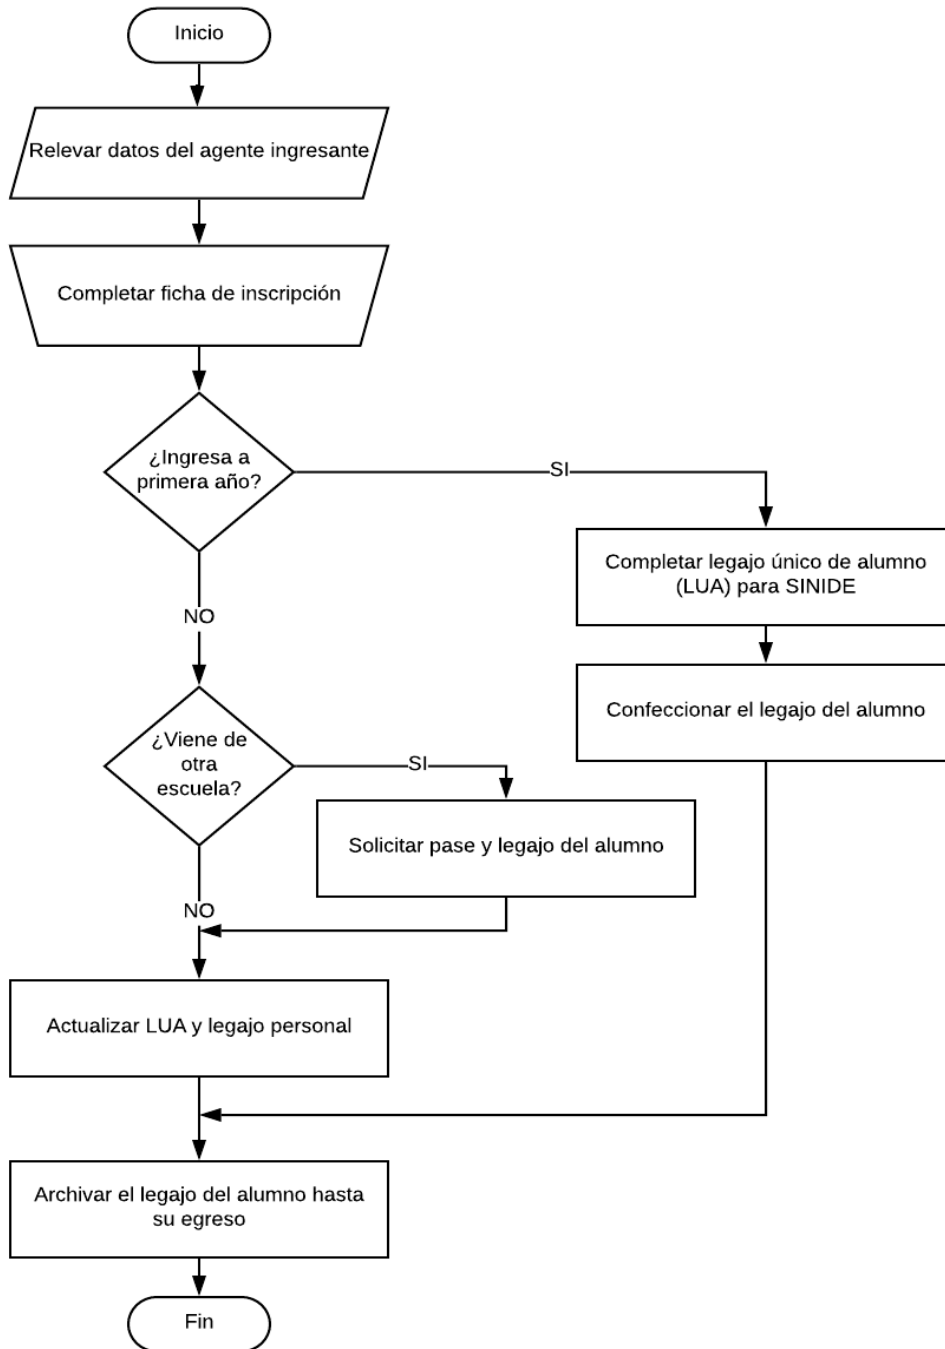 Inicio
Relevar datos del agente ingresante
Completar ficha de inscripción
¿Ingresa a
primera año?
SI
Completar legajo único de alumno
(LUA) para SINIDE
NO
Confeccionar el legajo del alumno
¿Viene de
otra
escuela?
SI
Solicitar pase y legajo del alumno
NO
Actualizar LUA y legajo personal
Archivar el legajo del alumno hasta
su egreso
Fin